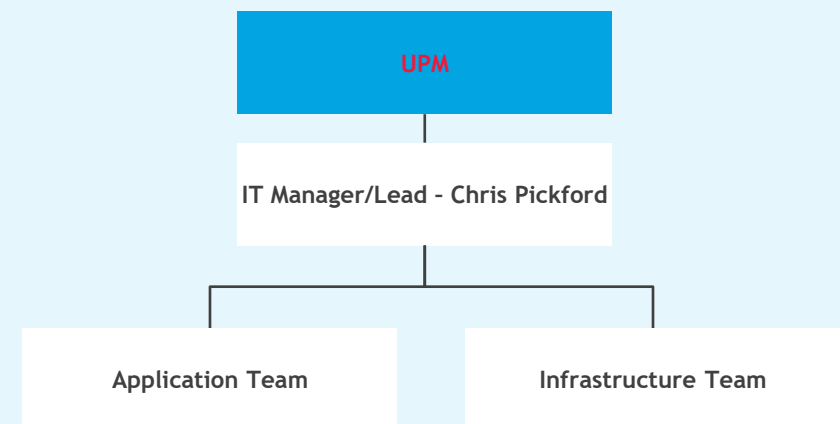 UPM
IT Manager/Lead – Chris Pickford
Application Team
Infrastructure Team